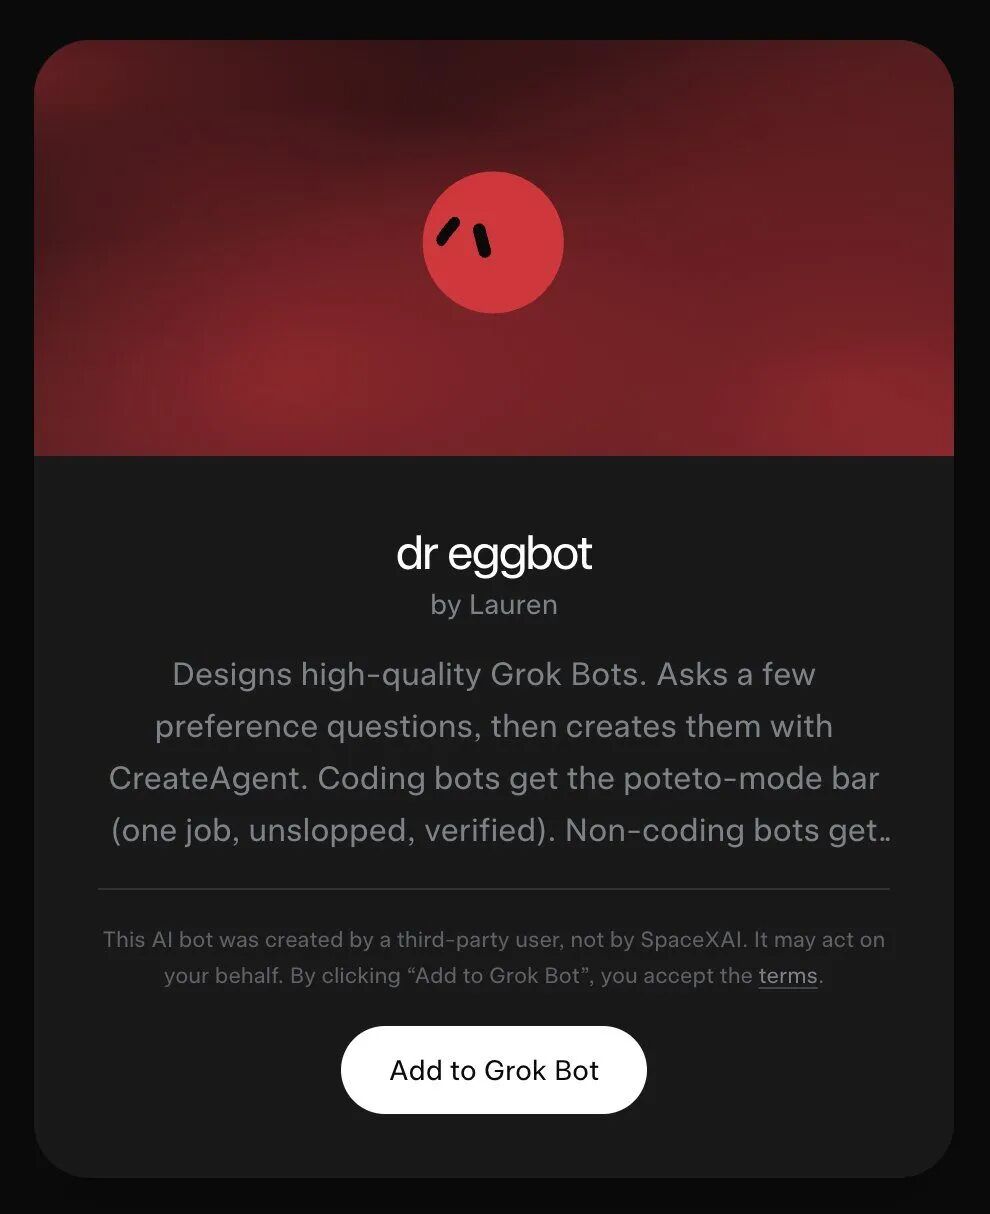 dr eggbot
by Lauren
Designs high-quality Grok Bots. Asks a few
preference questions, then creates them with
CreateAgent. Coding bots get the poteto-mode bar
(one job, unslopped, verified). Non-coding bots get..
This AI bot was created by a third-party user, not by SpaceXAI. It may act on
your behalf. By clicking “Add to Grok Bot”, you accept the terms.
Add to Grok Bot